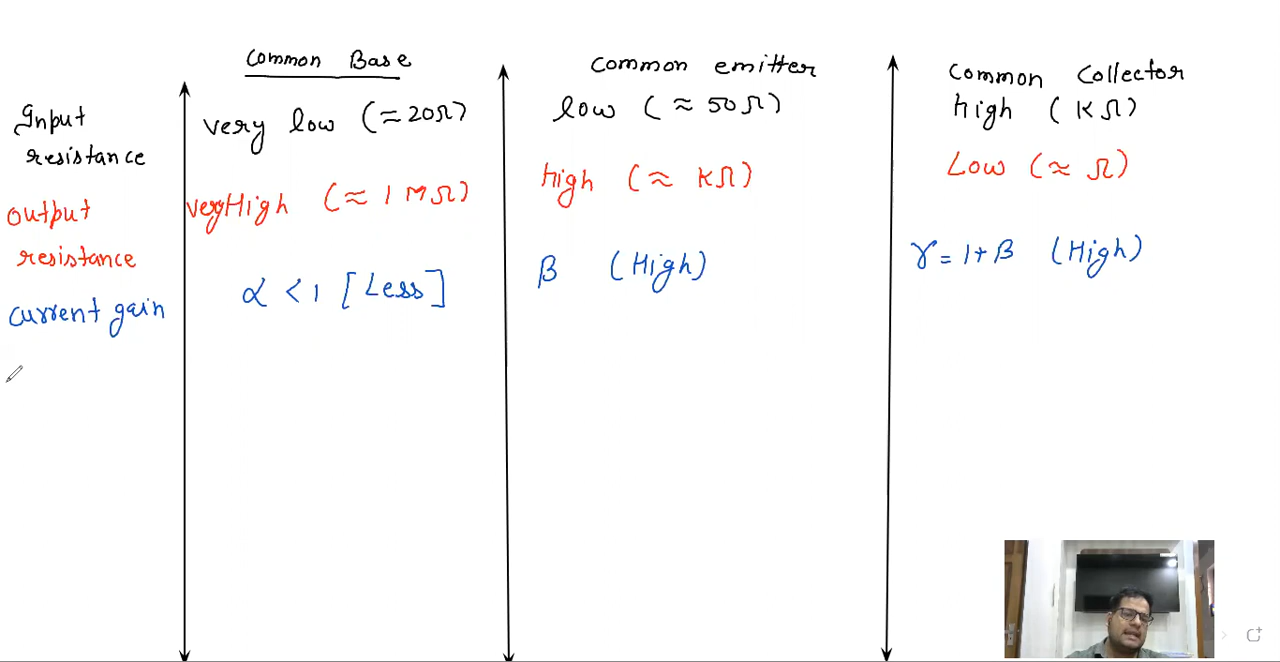 Common Base
Common emitter
Common Collector
Input
resistance
very low (≈20Ω)
low (≈ 50Ω)
high (KΩ)
Output
resistance
veryHigh (≈ 1 MΩ)
high (≈ KΩ)
Low (≈ Ω)
Current gain
α < 1 [Less]
β (High)
γ = 1+ β (High)